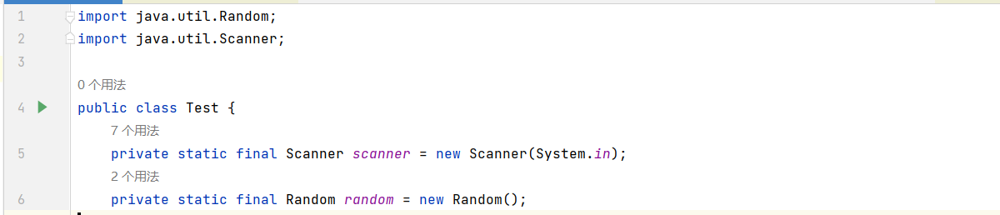 1 import java.util.Random;
2 import java.util.Scanner;
3
0 个用法
4 public class Test {
7 个用法
5 private static final Scanner scanner = new Scanner(System.in);
2 个用法
6 private static final Random random = new Random();